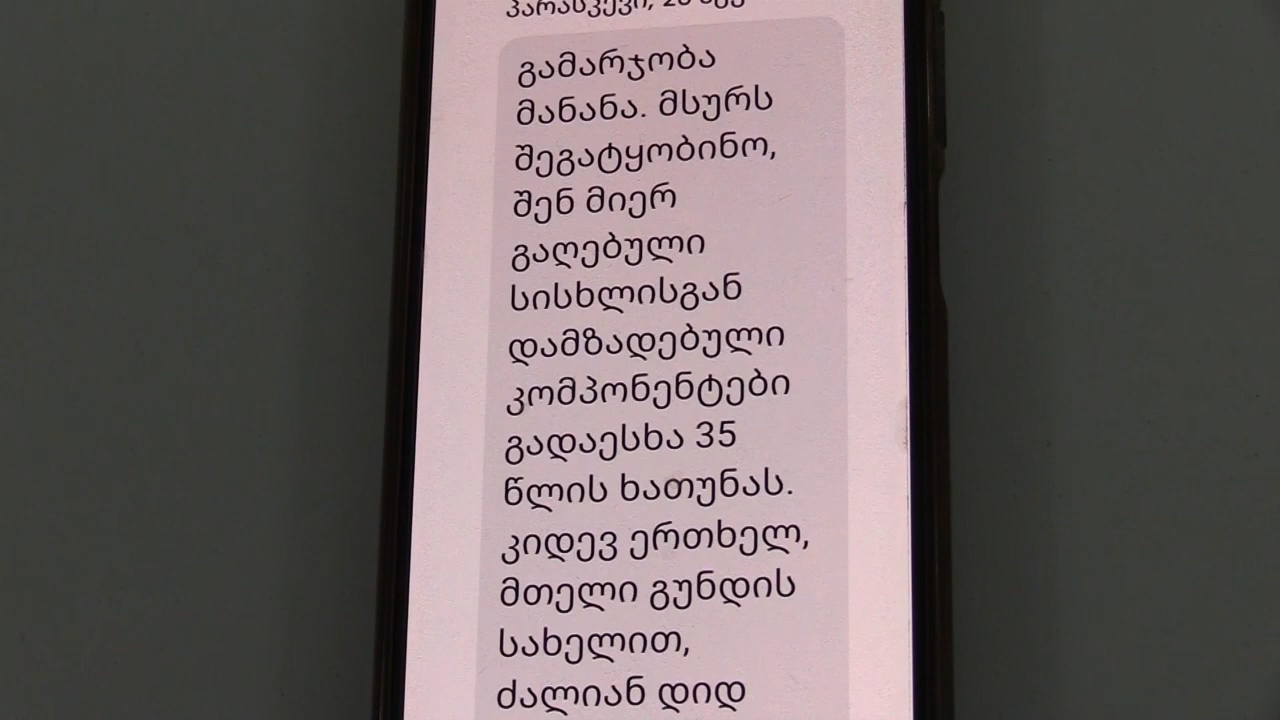 პარასკევი,
გამარჯობა
მანანა. მსურს
შეგატყობინო,
შენ მიერ
გაღებული
სისხლისგან
დამზადებული
კომპონენტები
გადაესხა 35
წლის ხათუნას.
კიდევ ერთხელ,
მთელი გუნდის
სახელით,
ძალიან დიდ